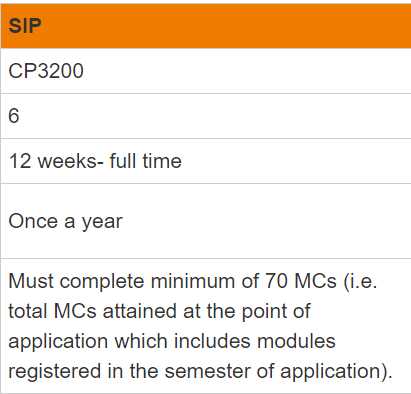 SIP
CP3200
6
12 weeks- full time
Once a year
Must complete minimum of 70 MCs (i.e.
total MCs attained at the point of
application which includes modules
registered in the semester of application).